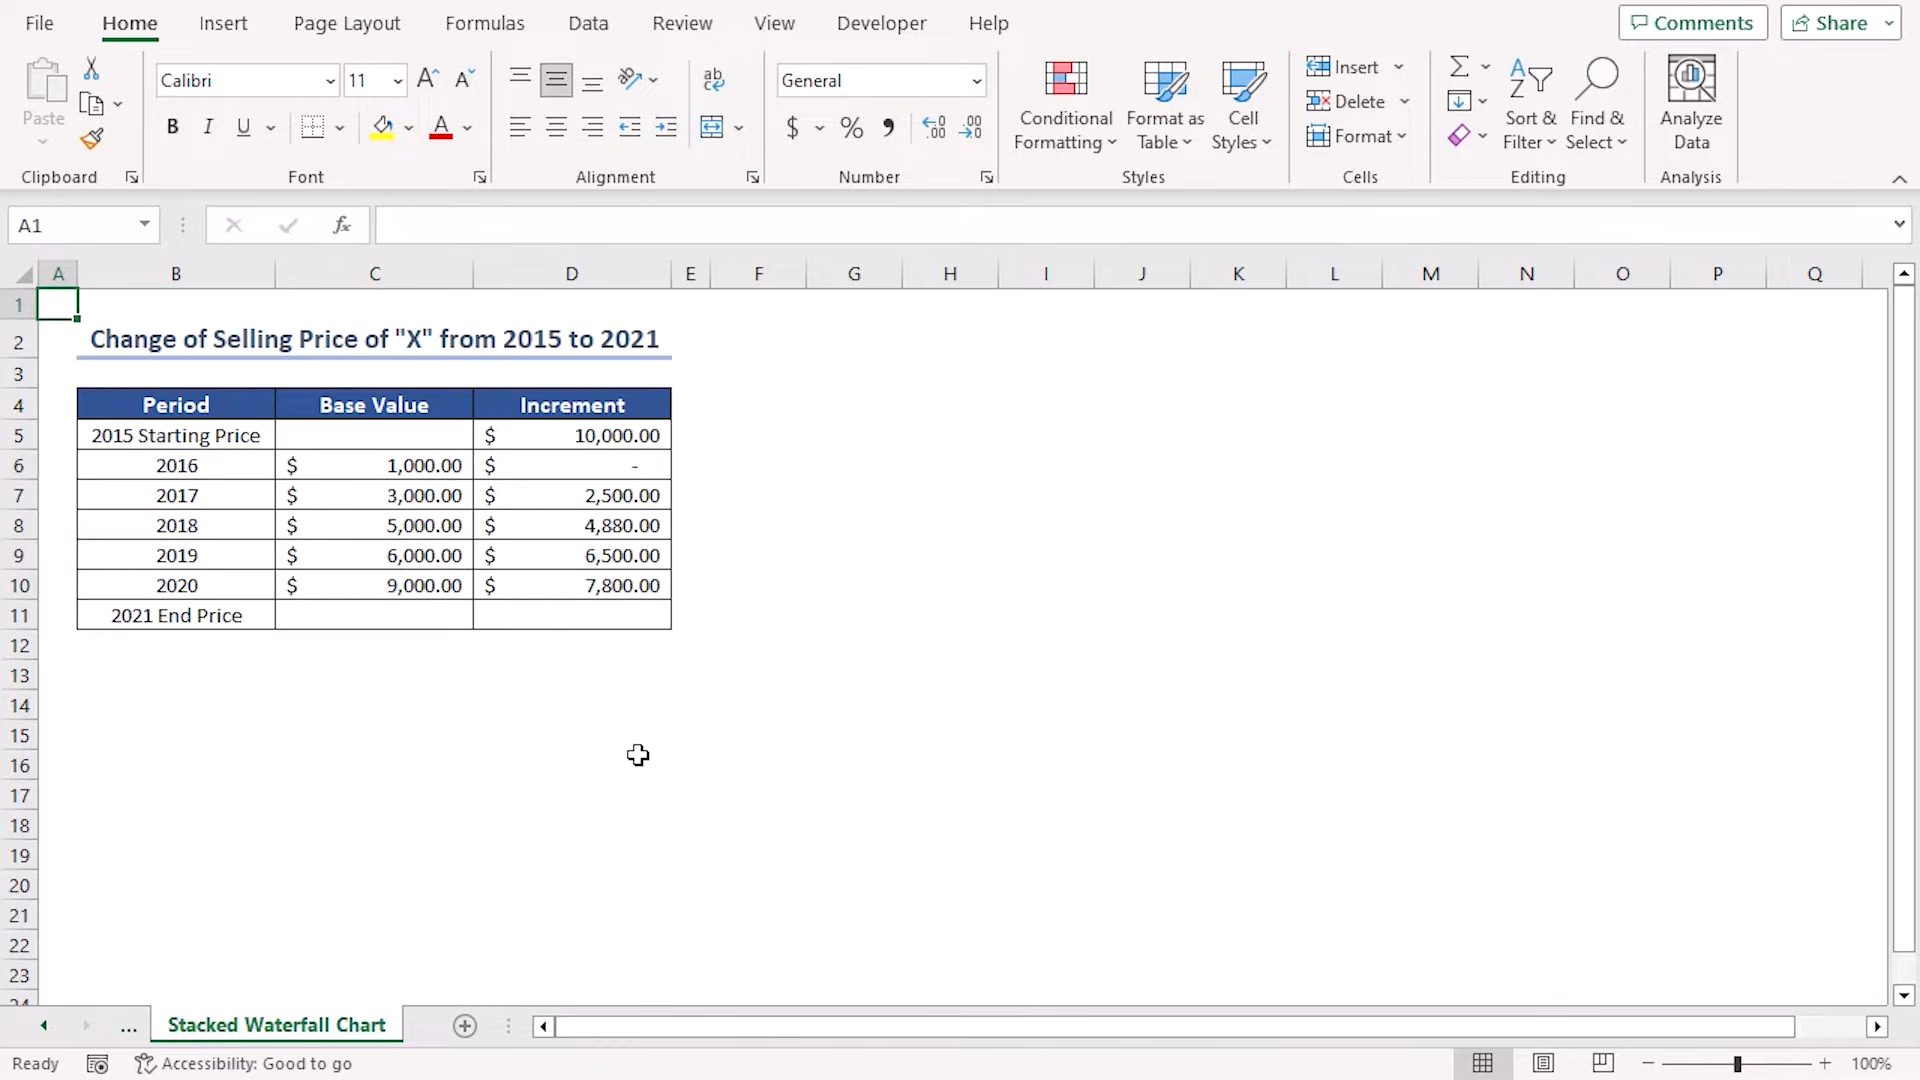 File Home Insert Page Layout Formulas Data Review View Developer Help Comments Share
Calibri 11 A A ab General Insert Σ A
Paste Conditional Format as Cell Delete Z Sort & Find & Analyze
B I U A $ % , .00 .00 Formatting Table Styles Format Filter Select Data
Clipboard Font Alignment Number Styles Cells Editing Analysis
A1 fx
A B C D E F G H I J K L M N O P Q
1
2 Change of Selling Price of "X" from 2015 to 2021
3
4 Period Base Value Increment
5 2015 Starting Price $ 10,000.00
6 2016 $ 1,000.00 $ -
7 2017 $ 3,000.00 $ 2,500.00
8 2018 $ 5,000.00 $ 4,880.00
9 2019 $ 6,000.00 $ 6,500.00
10 2020 $ 9,000.00 $ 7,800.00
11 2021 End Price
12
13
14
15
16
17
18
19
20
21
22
23
24
... Stacked Waterfall Chart
Ready Accessibility: Good to go 100%